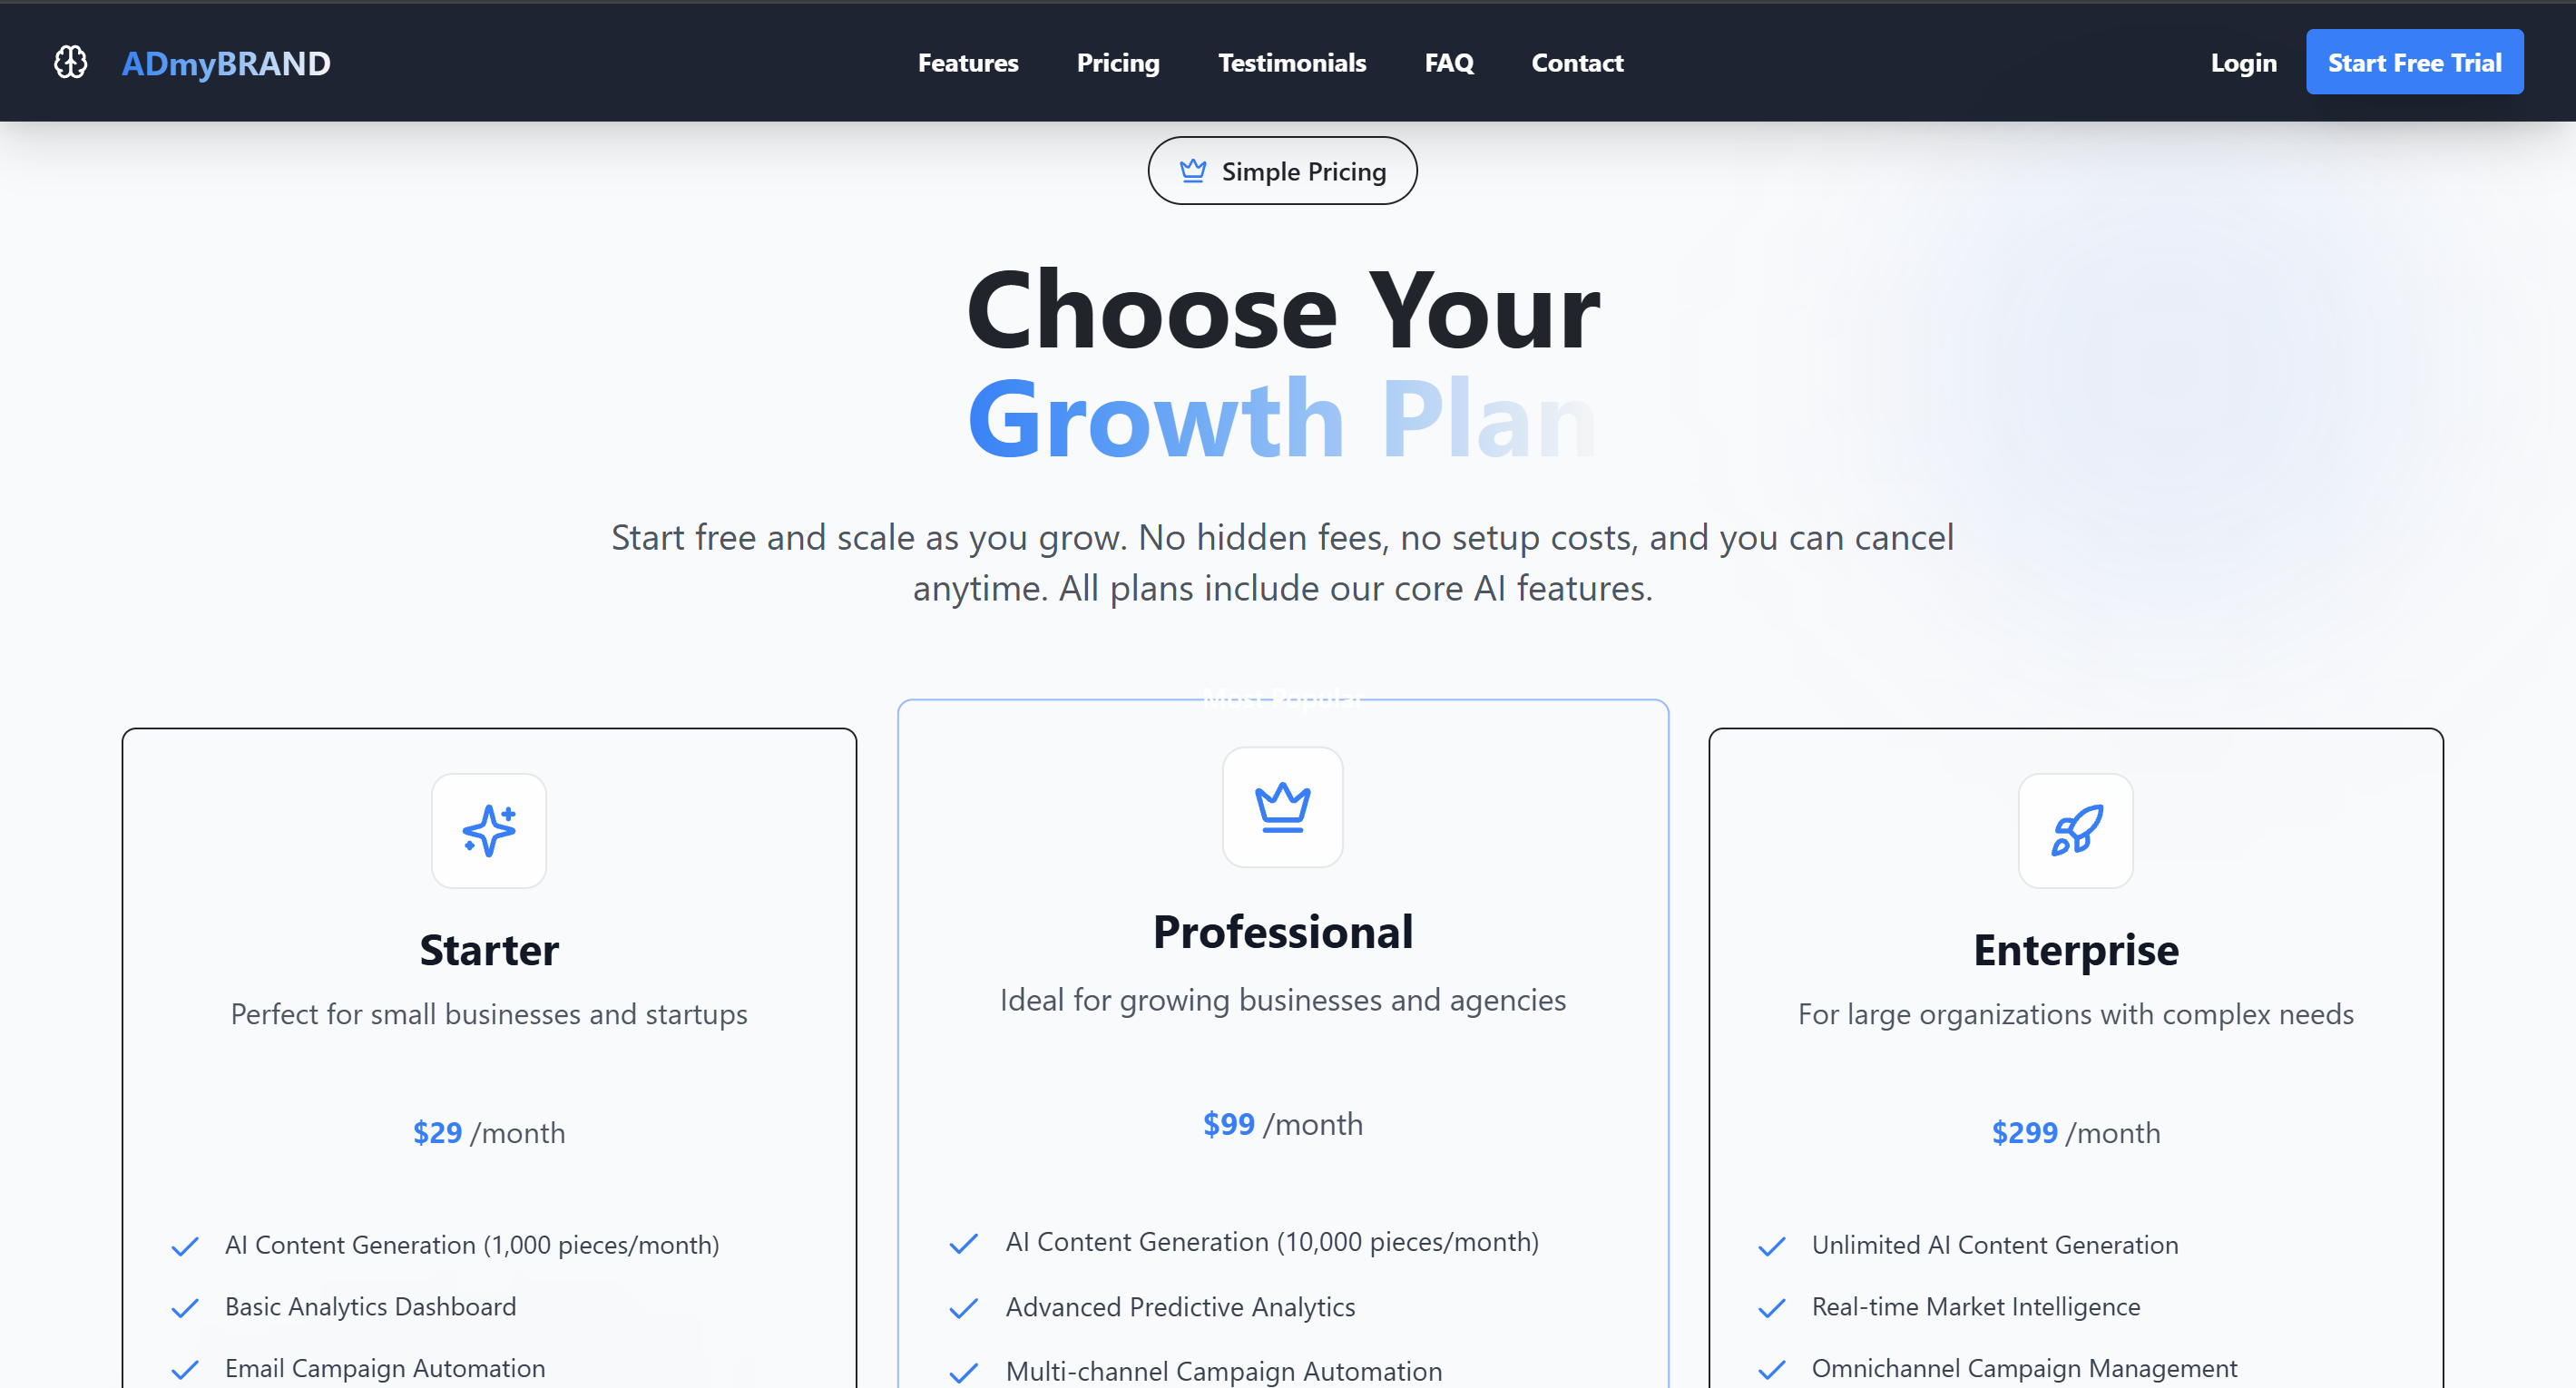 ADmyBRAND
Features
Pricing
Testimonials
FAQ
Contact
Login
Start Free Trial
Simple Pricing
Choose Your
Growth Plan
Start free and scale as you grow. No hidden fees, no setup costs, and you can cancel
anytime. All plans include our core AI features.
Starter
Perfect for small businesses and startups
$29 /month
AI Content Generation (1,000 pieces/month)
Basic Analytics Dashboard
Email Campaign Automation
Most Popular
Professional
Ideal for growing businesses and agencies
$99 /month
AI Content Generation (10,000 pieces/month)
Advanced Predictive Analytics
Multi-channel Campaign Automation
Enterprise
For large organizations with complex needs
$299 /month
Unlimited AI Content Generation
Real-time Market Intelligence
Omnichannel Campaign Management